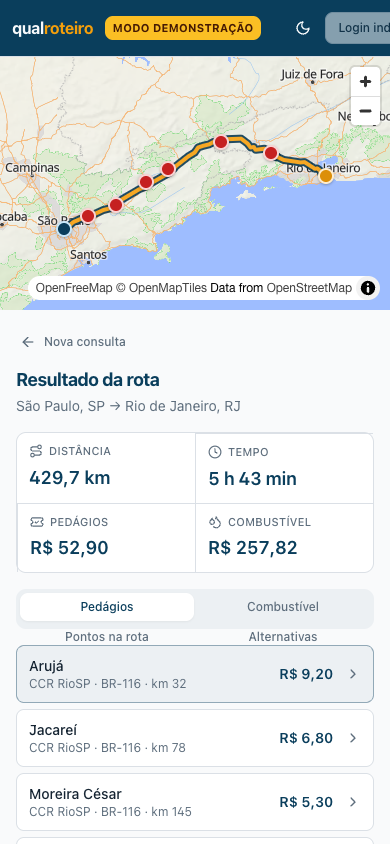 qualroteiro MODO DEMONSTRAÇÃO Login ind
Juiz de Fora
Campinas
Rio de Janeiro
São Paulo
Santos
OpenFreeMap © OpenMapTiles Data from OpenStreetMap
Nova consulta
Resultado da rota
São Paulo, SP → Rio de Janeiro, RJ
DISTÂNCIA TEMPO
429,7 km 5 h 43 min
PEDÁGIOS COMBUSTÍVEL
R$ 52,90 R$ 257,82
Pedágios Combustível
Pontos na rota Alternativas
Arujá
CCR RioSP · BR-116 · km 32
R$ 9,20
Jacareí
CCR RioSP · BR-116 · km 78
R$ 6,80
Moreira César
CCR RioSP · BR-116 · km 145
R$ 5,30